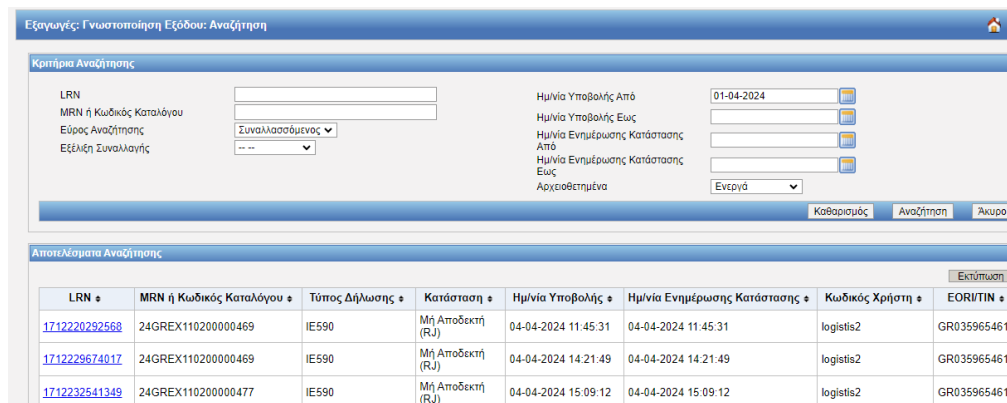 Εξαγωγές: Γνωστοποίηση Εξόδου: Αναζήτηση
Κριτήρια Αναζήτησης
LRN
MRN ή Κωδικός Καταλόγου
Εύρος Αναζήτησης Συναλλασσόμενος
Εξέλιξη Συναλλαγής -- --
Ημ/νία Υποβολής Από 01-04-2024
Ημ/νία Υποβολής Εως
Ημ/νία Ενημέρωσης Κατάστασης Από
Ημ/νία Ενημέρωσης Κατάστασης Εως
Αρχειοθετημένα Ενεργά
Καθαρισμός Αναζήτηση Άκυρο
Αποτελέσματα Αναζήτησης
Εκτύπωση
LRN MRN ή Κωδικός Καταλόγου Τύπος Δήλωσης Κατάσταση Ημ/νία Υποβολής Ημ/νία Ενημέρωσης Κατάστασης Κωδικός Χρήστη EORI/TIN
1712220292568 24GREX110200000469 IE590 Μή Αποδεκτή (RJ) 04-04-2024 11:45:31 04-04-2024 11:45:31 logistis2 GR035965461
1712229674017 24GREX110200000469 IE590 Μή Αποδεκτή (RJ) 04-04-2024 14:21:49 04-04-2024 14:21:49 logistis2 GR035965461
1712232541349 24GREX110200000477 IE590 Μή Αποδεκτή (RJ) 04-04-2024 15:09:12 04-04-2024 15:09:12 logistis2 GR035965461